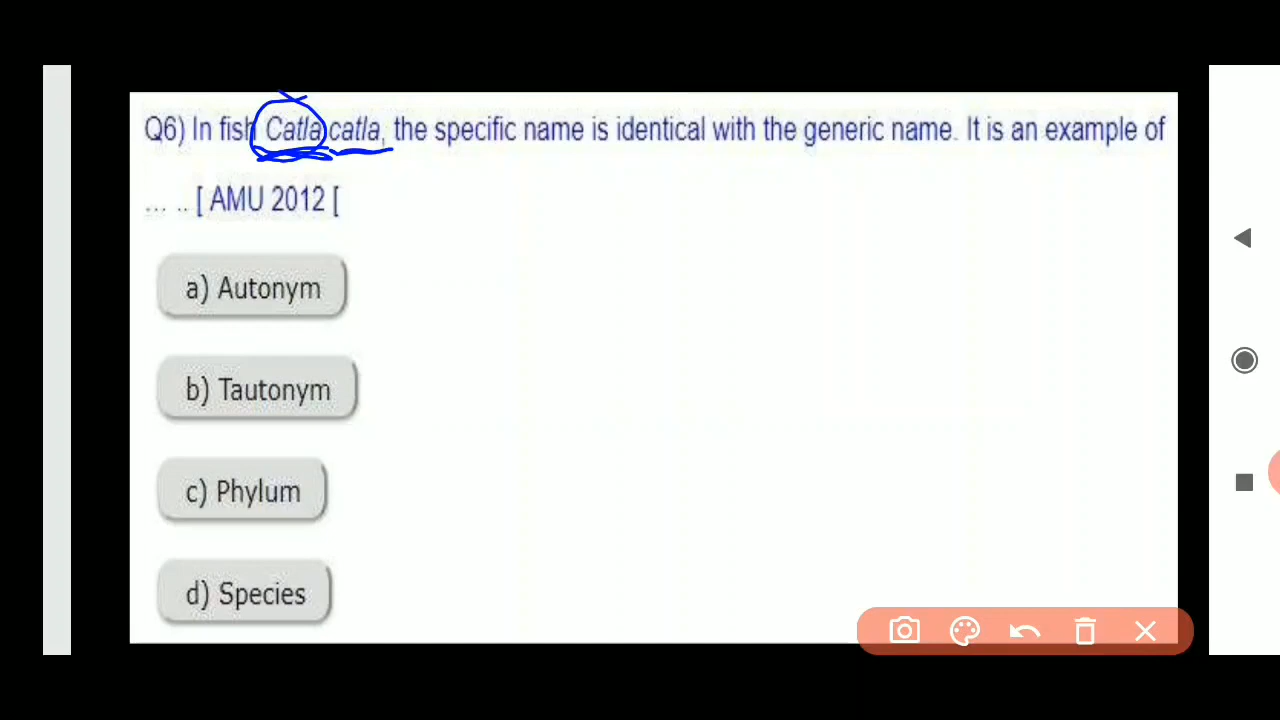 Q6) In fish Catla catla, the specific name is identical with the generic name. It is an example of
... .. [ AMU 2012 [
a) Autonym
b) Tautonym
c) Phylum
d) Species